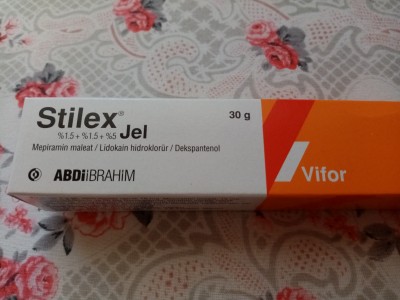 Stilex® Jel
%1.5 + %1.5 + %5
Mepiramin maleat / Lidokain hidroklorür / Dekspantenol
30 g
ABDİİBRAHİM
Vifor